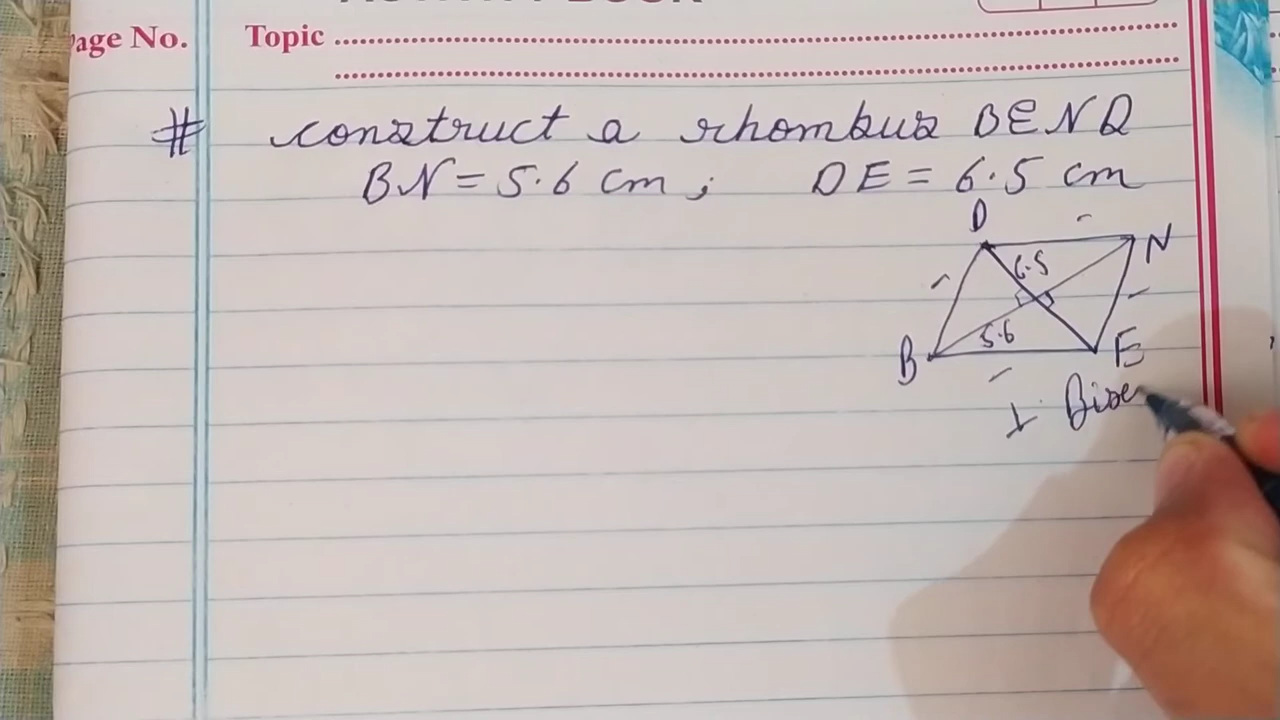 Page No.
Topic
# construct a rhombus BEND
BN = 5.6 cm ; DE = 6.5 cm
D
N
6.5
5.6
B
E
⊥ Bise